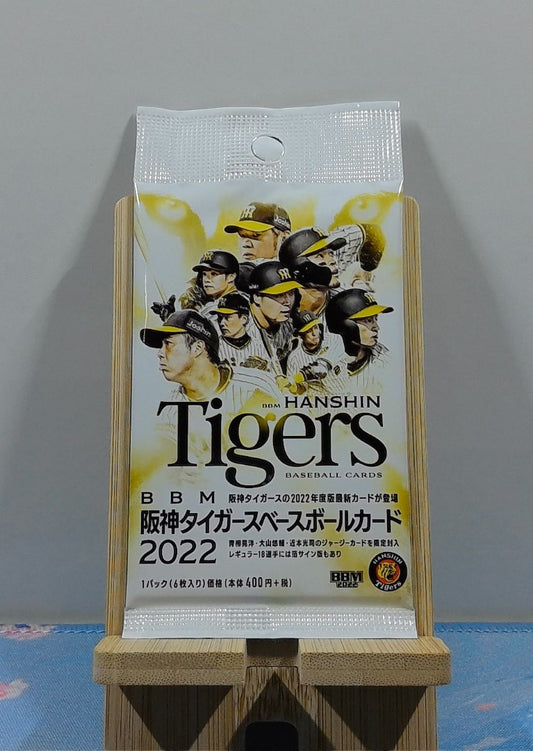 BBM HANSHIN
Tigers
BASEBALL CARDS
BBM 阪神タイガースの2022年度版最新カードが登場
阪神タイガースベースボールカード
2022 青柳晃洋・大山悠輔・近本光司のジャージーカードを限定封入
レギュラー18選手には箔サイン版もあり
1パック(6枚入り)価格(本体400円+税)
BBM
2022
HANSHIN
Tigers
Joshin